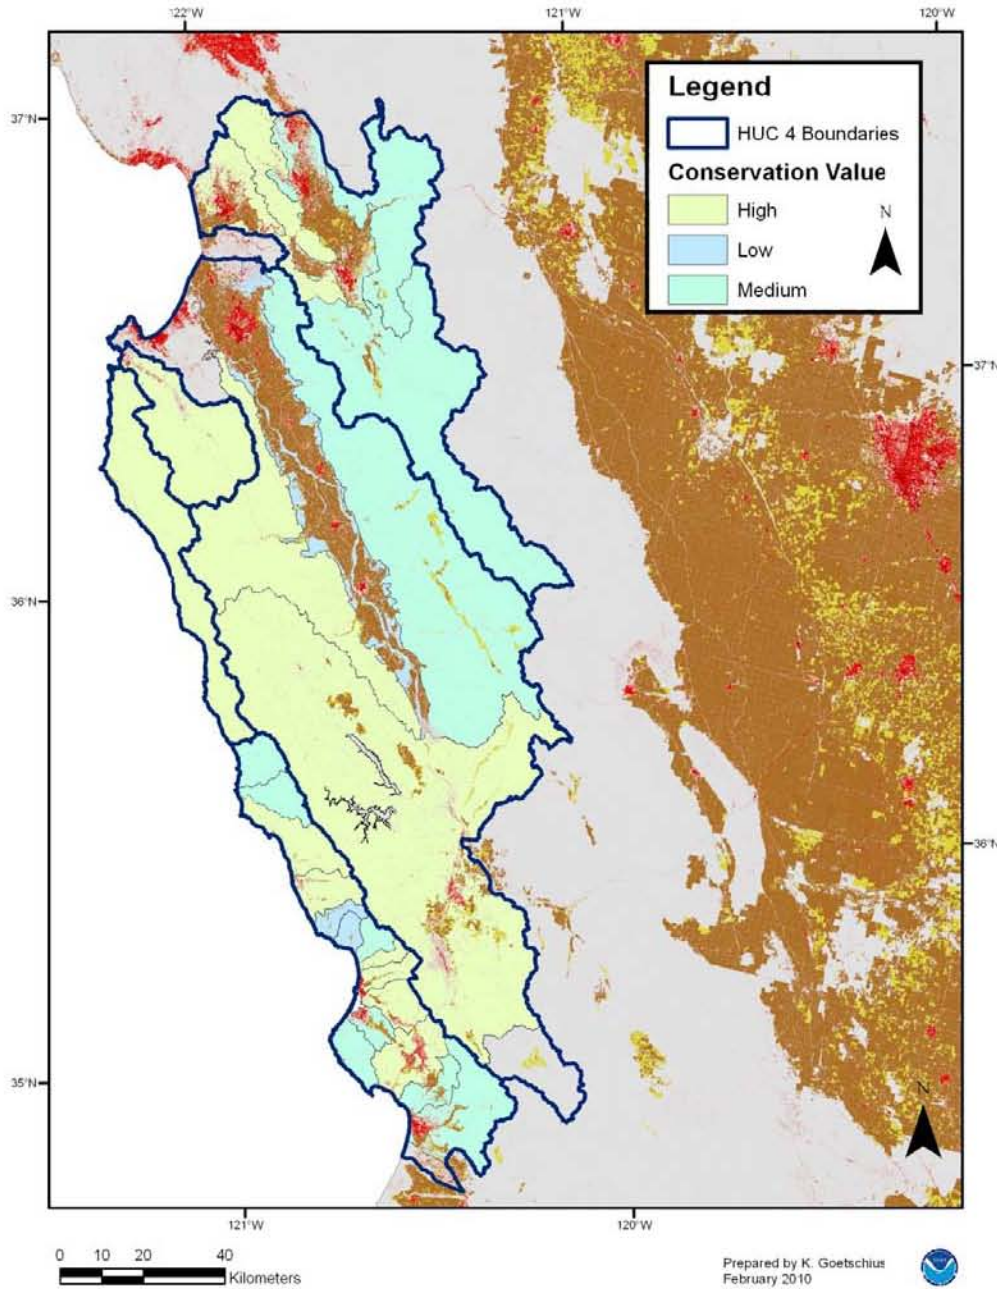 122°W
121°W
120°W
37°N
Legend
HUC 4 Boundaries
Conservation Value
High
Low
Medium
N
37°N
36°N
36°N
35°N
N
121°W
120°W
0 10 20 40
Kilometers
Prepared by K. Goetschius
February 2010